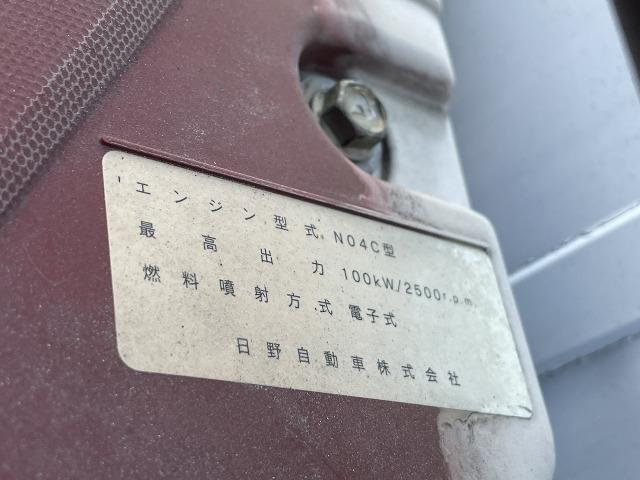 エンジン型式 N04C型
最高出力 100kW/2500r.p.m.
燃料噴射方式 電子式
日野自動車株式会社